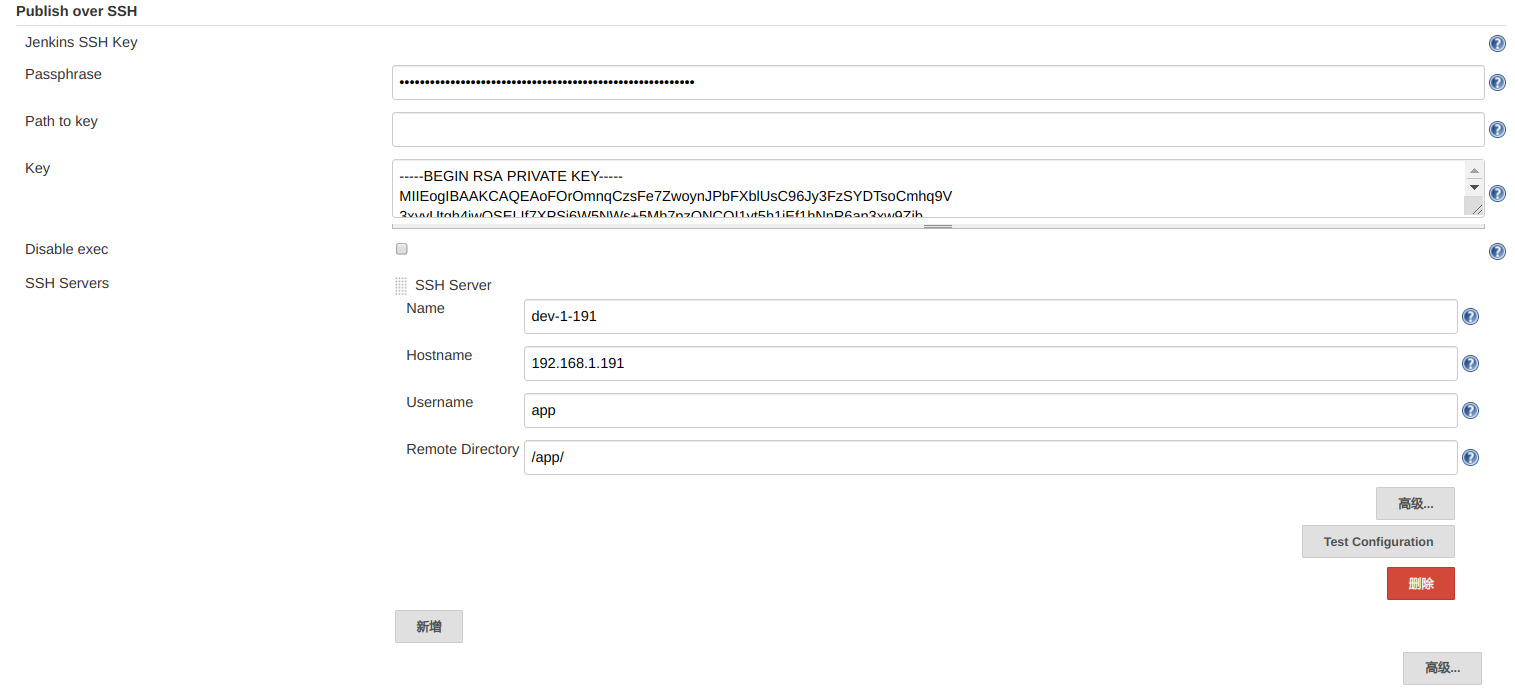 Publish over SSH
Jenkins SSH Key
Passphrase
••••••••••••••••••••••••••••••••••••••••••••••••••••••••••
Path to key
Key
-----BEGIN RSA PRIVATE KEY-----
MIIEogIBAAKCAQEAoFOrOmnqCzsFe7ZwoynJPbFXblUsC96Jy3FzSYDTsoCmhq9V
Disable exec
SSH Servers
SSH Server
Name
dev-1-191
Hostname
192.168.1.191
Username
app
Remote Directory
/app/
高级...
Test Configuration
删除
新增
高级...